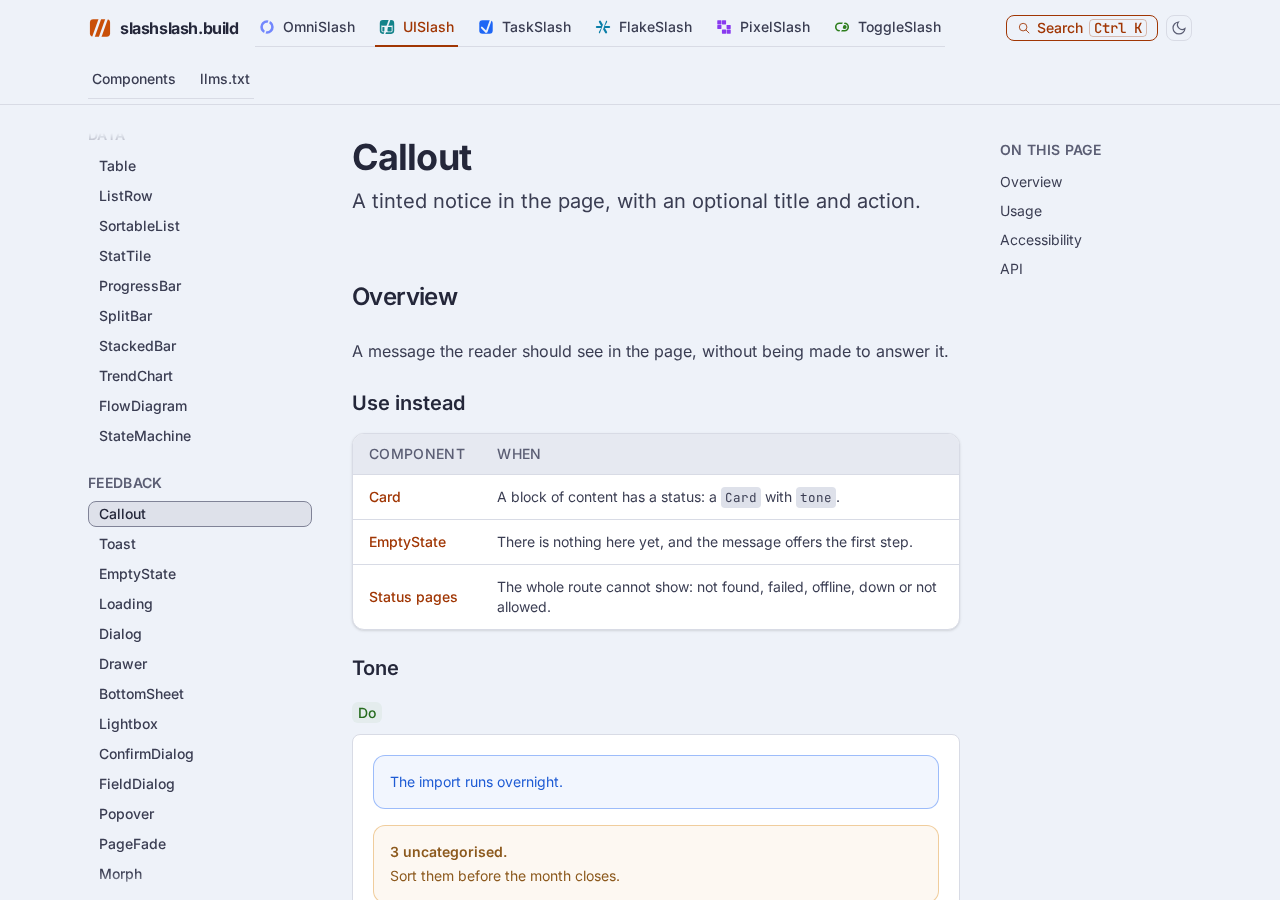 slashslash.build
OmniSlash
UISlash
TaskSlash
FlakeSlash
PixelSlash
ToggleSlash
Search Ctrl K
Components
llms.txt
DATA
Table
ListRow
SortableList
StatTile
ProgressBar
SplitBar
StackedBar
TrendChart
FlowDiagram
StateMachine
FEEDBACK
Callout
Toast
EmptyState
Loading
Dialog
Drawer
BottomSheet
Lightbox
ConfirmDialog
FieldDialog
Popover
PageFade
Morph
Callout
A tinted notice in the page, with an optional title and action.
Overview
A message the reader should see in the page, without being made to answer it.
Use instead
COMPONENT WHEN
Card A block of content has a status: a Card with tone.
EmptyState There is nothing here yet, and the message offers the first step.
Status pages The whole route cannot show: not found, failed, offline, down or not
allowed.
Tone
Do
The import runs overnight.
3 uncategorised.
Sort them before the month closes.
ON THIS PAGE
Overview
Usage
Accessibility
API